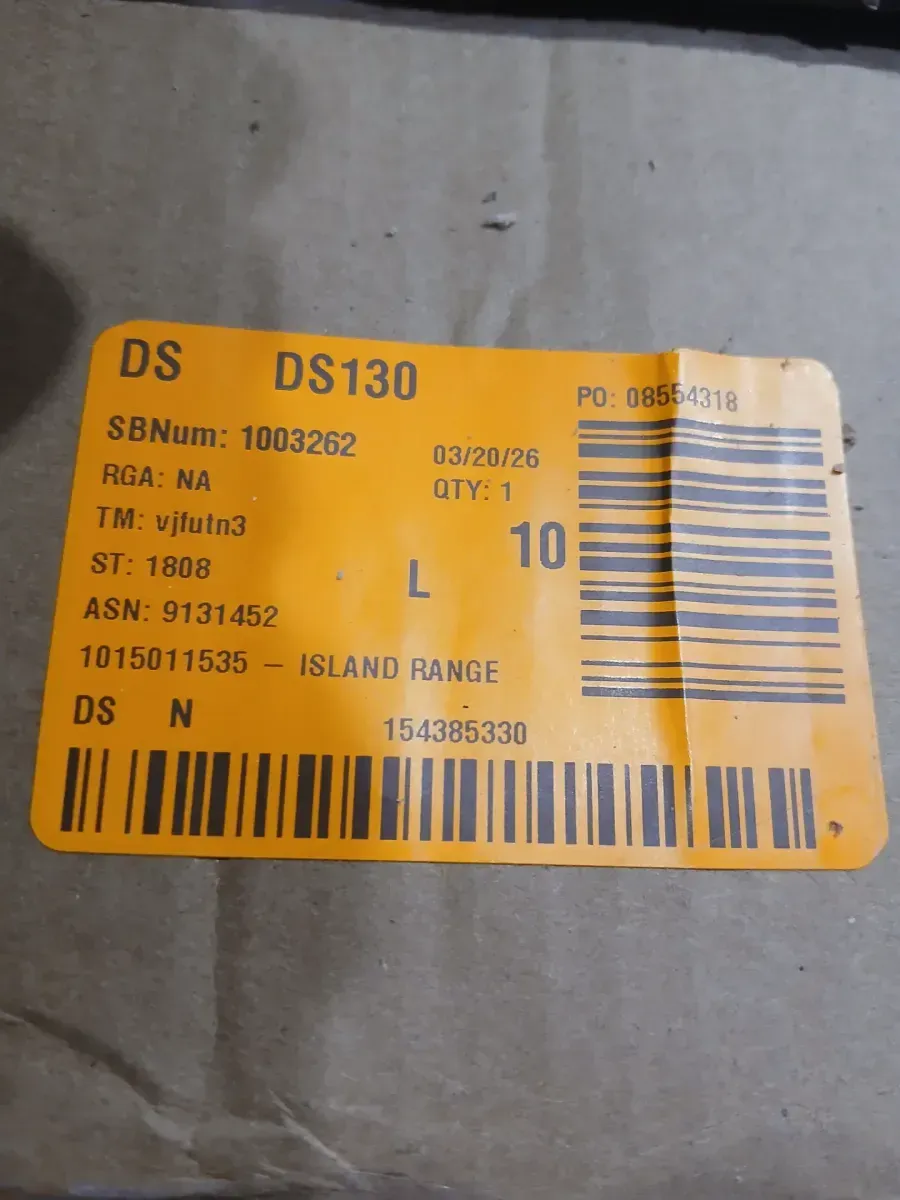 DS DS130
PO: 08554318
SBNum: 1003262
03/20/26
RGA: NA
QTY: 1
TM: vjfutn3
10
ST: 1808
L
ASN: 9131452
1015011535 – ISLAND RANGE
DS N
154385330